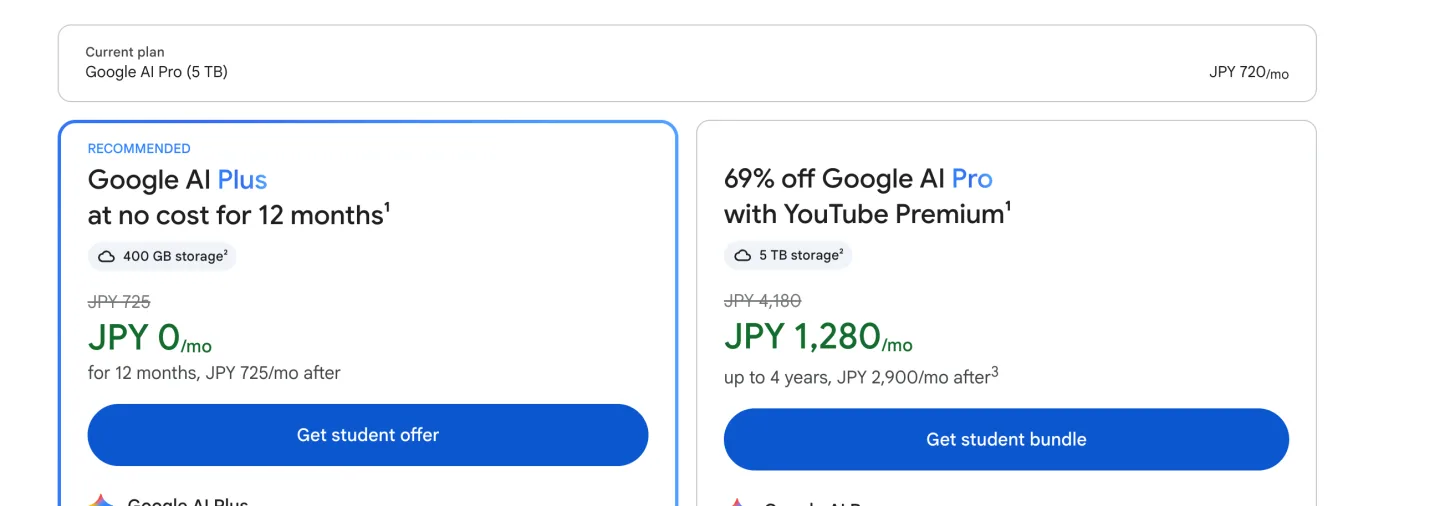 Current plan
Google AI Pro (5 TB)
JPY 720/mo
RECOMMENDED
Google AI Plus
at no cost for 12 months¹
400 GB storage²
JPY 725
JPY 0/mo
for 12 months, JPY 725/mo after
Get student offer
Google AI Plus
69% off Google AI Pro
with YouTube Premium¹
5 TB storage²
JPY 4,180
JPY 1,280/mo
up to 4 years, JPY 2,900/mo after³
Get student bundle